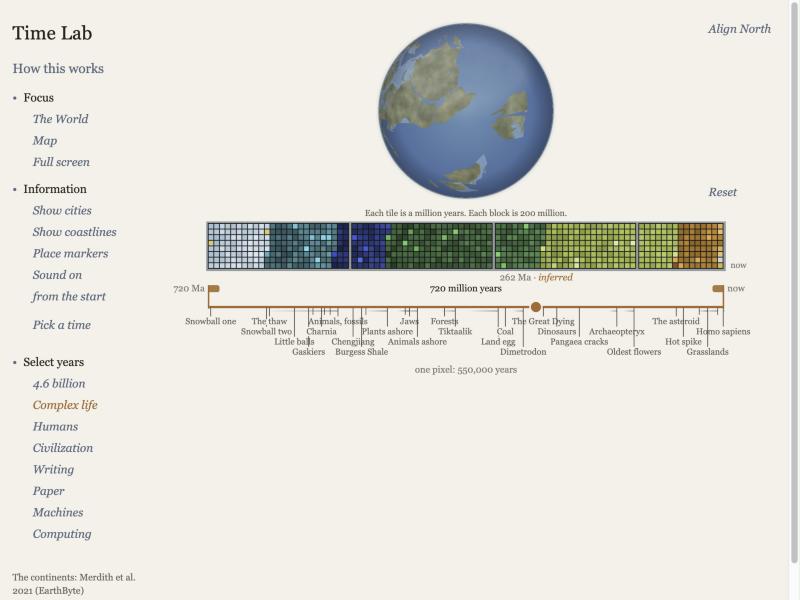 Time Lab
How this works
Focus
The World
Map
Full screen
Information
Show cities
Show coastlines
Place markers
Sound on
from the start
Pick a time
Select years
4.6 billion
Complex life
Humans
Civilization
Writing
Paper
Machines
Computing
The continents: Merdith et al.
2021 (EarthByte)
Align North
Reset
Each tile is a million years. Each block is 200 million.
now
262 Ma · inferred
720 Ma
720 million years
now
Snowball one The thaw Animals, fossils Jaws Forests The Great Dying The asteroid
Snowball two Charnia Plants ashore Tiktaalik Coal Dinosaurs Archaeopteryx Homo sapiens
Little balls Chengjiang Animals ashore Land egg Pangaea cracks Hot spike
Gaskiers Burgess Shale Dimetrodon Oldest flowers Grasslands
one pixel: 550,000 years